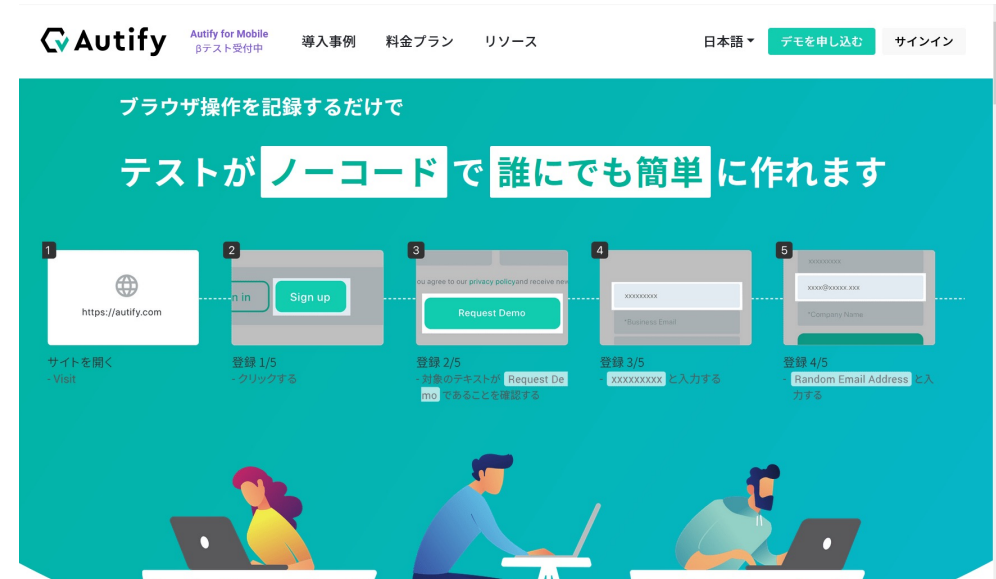 Autify
Autify for Mobile
βテスト受付中
導入事例
料金プラン
リソース
日本語
デモを申し込む
サインイン
ブラウザ操作を記録するだけで
テストが ノーコード で 誰にでも簡単 に作れます
1
https://autify.com
サイトを開く
- Visit
2
n in
Sign up
登録 1/5
- クリックする
3
ou agree to our privacy policyand receive nev
Request Demo
登録 2/5
- 対象のテキストが Request De
mo であることを確認する
4
xxxxxxxxx
*Business Email
登録 3/5
- xxxxxxxxx と入力する
5
xxxxxxxxx
xxxx@xxxxx.xxx
*Company Name
登録 4/5
- Random Email Address と入
力する